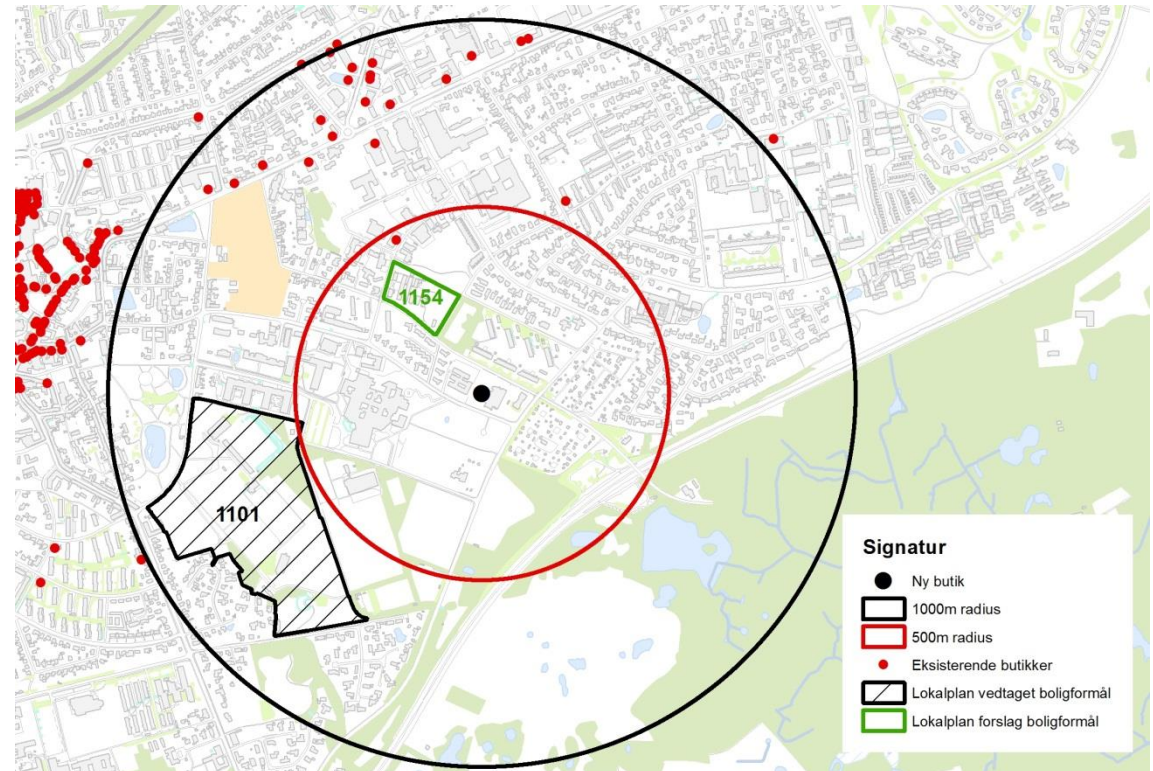 1154
1101
Signatur
Ny butik
1000m radius
500m radius
Eksisterende butikker
Lokalplan vedtaget boligformål
Lokalplan forslag boligformål